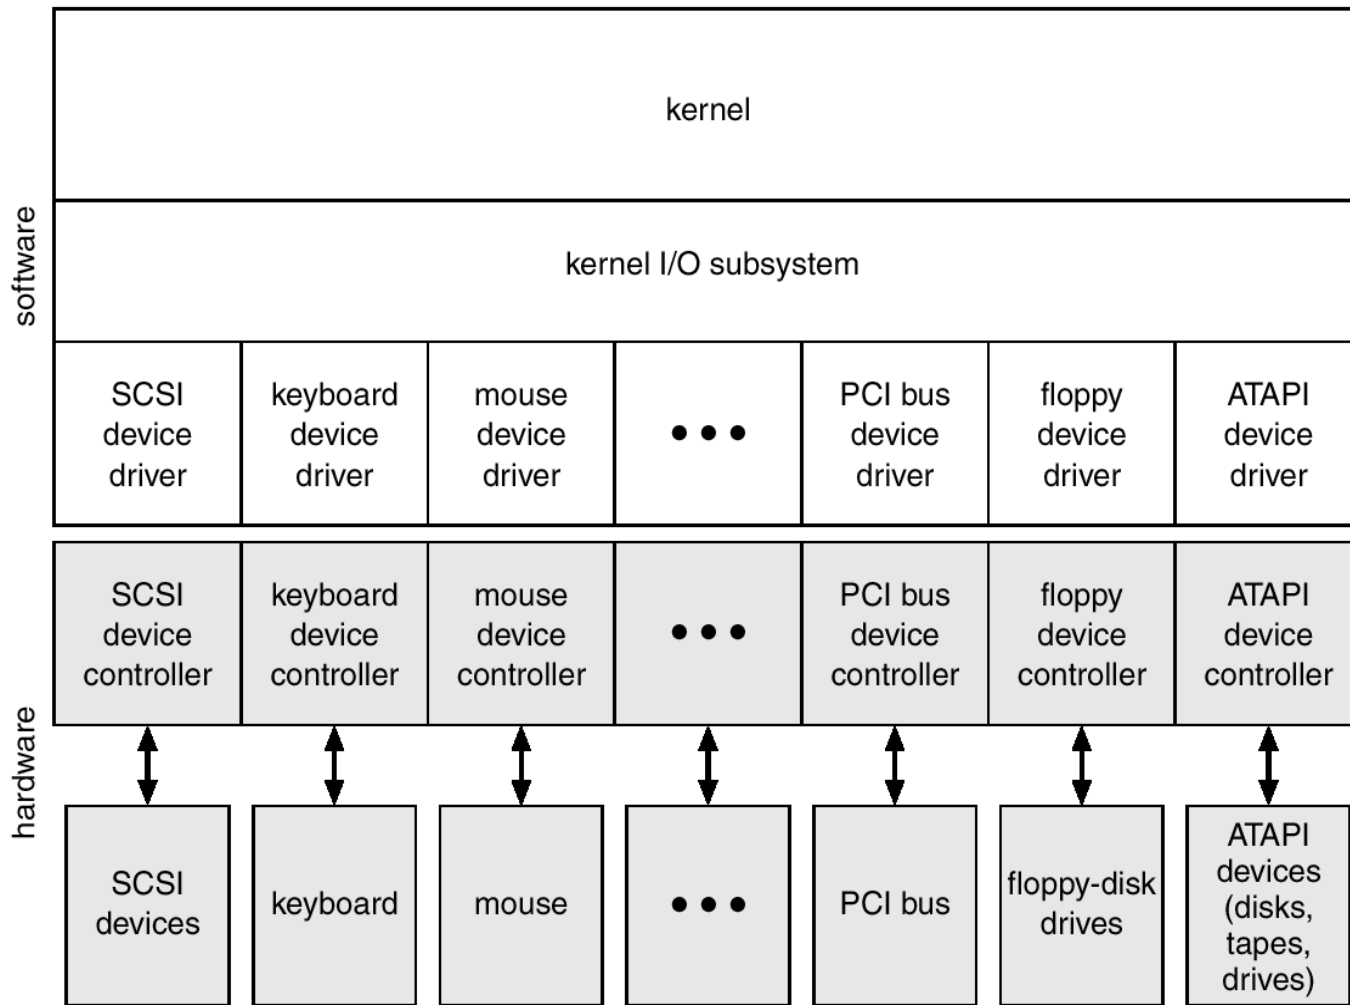 kernel
kernel I/O subsystem
software
SCSI
device
driver
keyboard
device
driver
mouse
device
driver
•••
PCI bus
device
driver
floppy
device
driver
ATAPI
device
driver
SCSI
device
controller
keyboard
device
controller
mouse
device
controller
•••
PCI bus
device
controller
floppy
device
controller
ATAPI
device
controller
hardware
SCSI
devices
keyboard
mouse
•••
PCI bus
floppy-disk
drives
ATAPI
devices
(disks,
tapes,
drives)